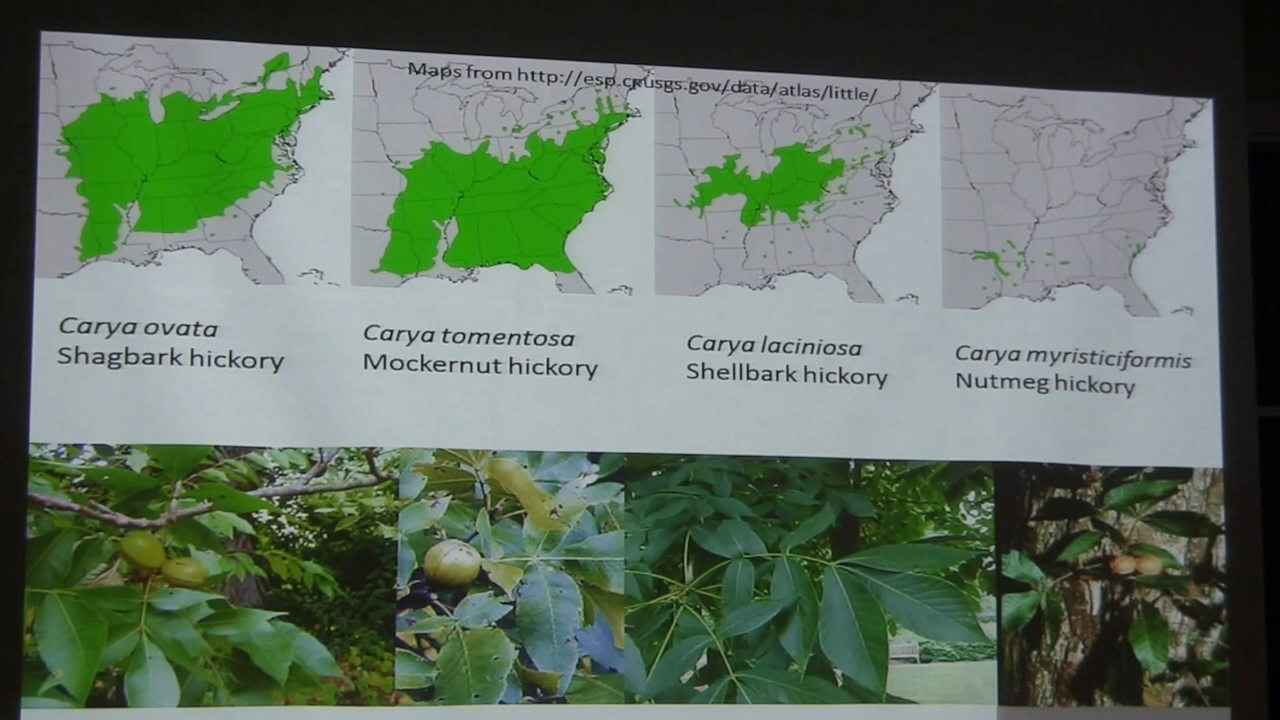 Maps from http://esp.cr.usgs.gov/data/atlas/little/
Carya ovata
Shagbark hickory
Carya tomentosa
Mockernut hickory
Carya laciniosa
Shellbark hickory
Carya myristiciformis
Nutmeg hickory